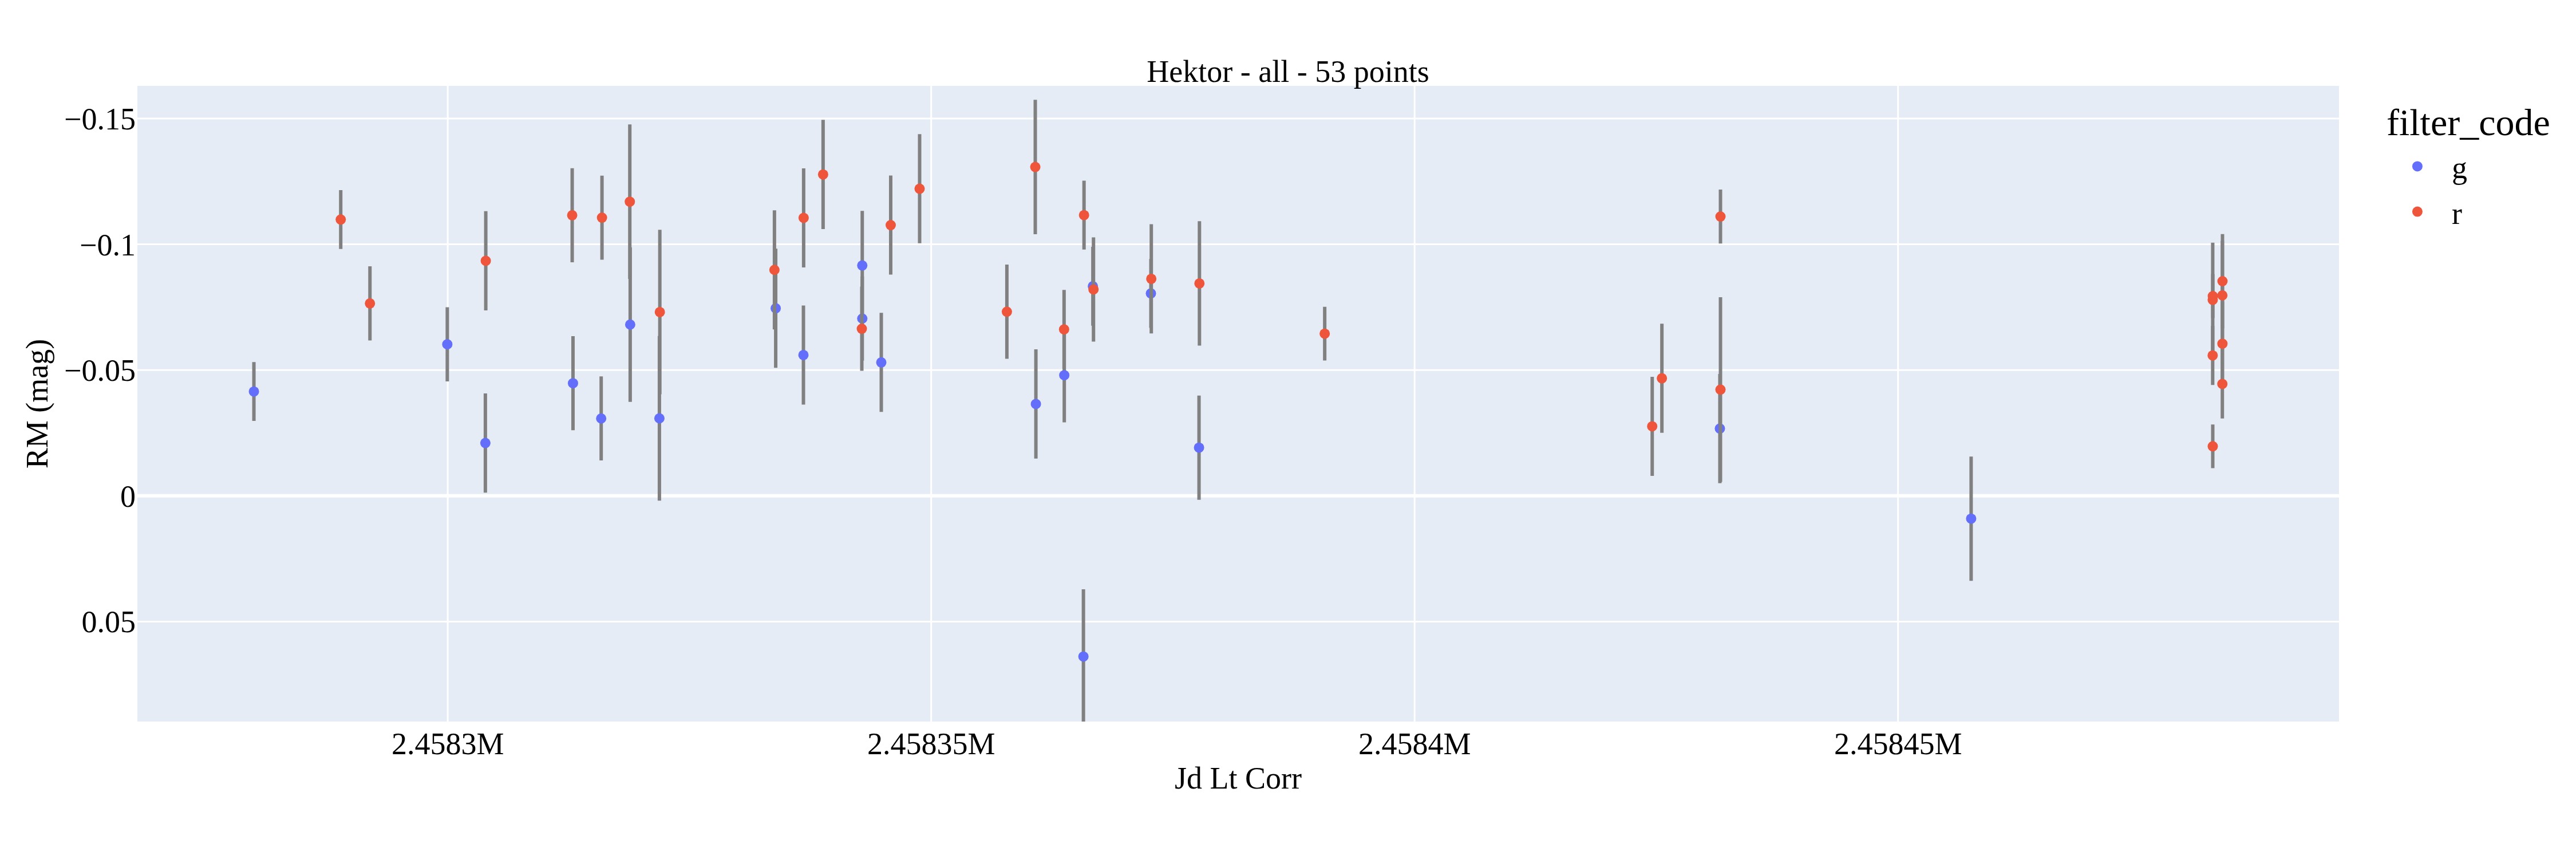 Hektor - all - 53 points
filter_code
g
r
−0.15
−0.1
−0.05
0
0.05
RM (mag)
2.4583M
2.45835M
2.4584M
2.45845M
Jd Lt Corr